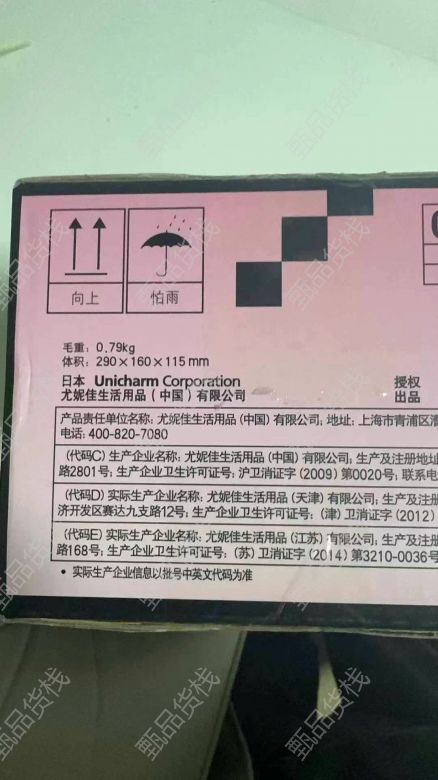 向上
怕雨
毛重：0.79kg
体积：290×160×115mm
日本 Unicharm Corporation 授权
尤妮佳生活用品（中国）有限公司 出品
产品责任单位名称：尤妮佳生活用品（中国）有限公司，地址：上海市青浦区漕
电话：400-820-7080
（代码C）生产企业名称：尤妮佳生活用品（中国）有限公司，生产及注册地址
路2801号；生产企业卫生许可证号：沪卫消证字（2009）第0020号；联系电
（代码D）实际生产企业名称：尤妮佳生活用品（天津）有限公司；生产及注册
济开发区赛达九支路12号；生产企业卫生许可证号：（津）卫消证字（2012）
（代码E）实际生产企业名称：尤妮佳生活用品（江苏）有限公司；生产及注册
路168号；生产企业卫生许可证号：（苏）卫消证字（2014）第3210-0036号
• 实际生产企业信息以批号中英文代码为准
甄品货栈